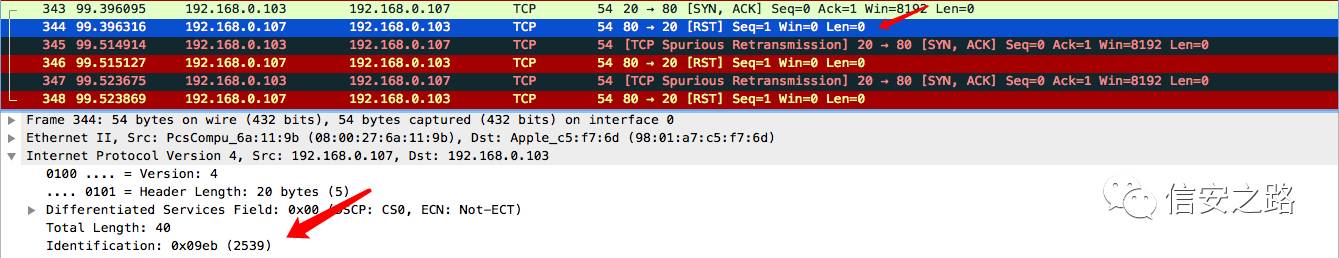 343 99.396095 192.168.0.103 192.168.0.107 TCP 54 20 → 80 [SYN, ACK] Seq=0 Ack=1 Win=8192 Len=0
344 99.396316 192.168.0.107 192.168.0.103 TCP 54 80 → 20 [RST] Seq=1 Win=0 Len=0
345 99.514914 192.168.0.103 192.168.0.107 TCP 54 [TCP Spurious Retransmission] 20 → 80 [SYN, ACK] Seq=0 Ack=1 Win=8192 Len=0
346 99.515127 192.168.0.107 192.168.0.103 TCP 54 80 → 20 [RST] Seq=1 Win=0 Len=0
347 99.523675 192.168.0.103 192.168.0.107 TCP 54 [TCP Spurious Retransmission] 20 → 80 [SYN, ACK] Seq=0 Ack=1 Win=8192 Len=0
348 99.523869 192.168.0.107 192.168.0.103 TCP 54 80 → 20 [RST] Seq=1 Win=0 Len=0
Frame 344: 54 bytes on wire (432 bits), 54 bytes captured (432 bits) on interface 0
Ethernet II, Src: PcsCompu_6a:11:9b (08:00:27:6a:11:9b), Dst: Apple_c5:f7:6d (98:01:a7:c5:f7:6d)
Internet Protocol Version 4, Src: 192.168.0.107, Dst: 192.168.0.103
0100 .... = Version: 4
.... 0101 = Header Length: 20 bytes (5)
Differentiated Services Field: 0x00 (DSCP: CS0, ECN: Not-ECT)
Total Length: 40
Identification: 0x09eb (2539)
信安之路